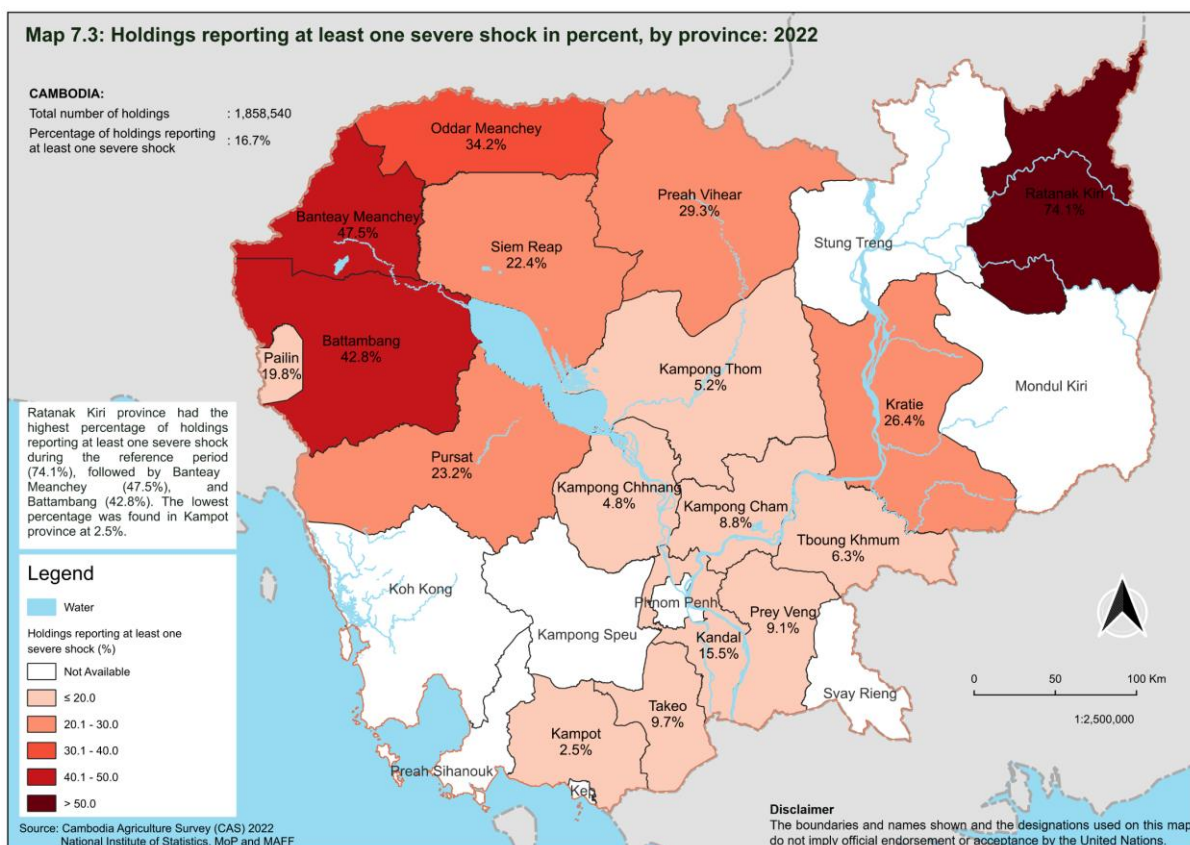 Map 7.3: Holdings reporting at least one severe shock in percent, by province: 2022
CAMBODIA:
Total number of holdings : 1,858,540
Percentage of holdings reporting
at least one severe shock : 16.7%
Oddar Meanchey
34.2%
Banteay Meanchey
47.5%
Siem Reap
22.4%
Preah Vihear
29.3%
Stung Treng
Ratanak Kiri
74.1%
Battambang
42.8%
Pailin
19.8%
Kampong Thom
5.2%
Kratie
26.4%
Mondul Kiri
Pursat
23.2%
Kampong Chhnang
4.8%
Kampong Cham
8.8%
Tboung Khmum
6.3%
Koh Kong
Kampong Speu
Phnom Penh
Prey Veng
9.1%
Kandal
15.5%
Svay Rieng
Takeo
9.7%
Kampot
2.5%
Preah Sihanouk
Kep
Ratanak Kiri province had the
highest percentage of holdings
reporting at least one severe shock
during the reference period
(74.1%), followed by Banteay
Meanchey (47.5%), and
Battambang (42.8%). The lowest
percentage was found in Kampot
province at 2.5%.
Legend
Water
Holdings reporting at least one
severe shock (%)
Not Available
≤ 20.0
20.1 - 30.0
30.1 - 40.0
40.1 - 50.0
> 50.0
0 50 100 Km
1:2,500,000
Source: Cambodia Agriculture Survey (CAS) 2022
National Institute of Statistics, MoP and MAFF
Disclaimer
The boundaries and names shown and the designations used on this map
do not imply official endorsement or acceptance by the United Nations.